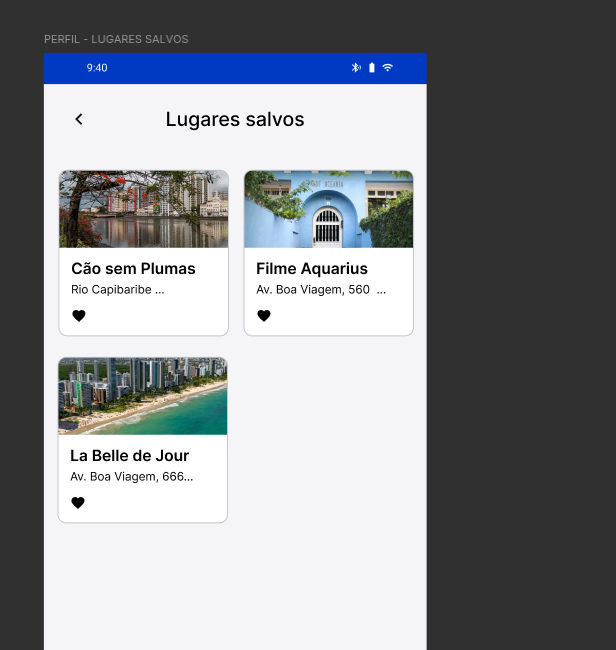 PERFIL - LUGARES SALVOS
9:40
Lugares salvos
Cão sem Plumas
Rio Capibaribe ...
Filme Aquarius
Av. Boa Viagem, 560 ...
La Belle de Jour
Av. Boa Viagem, 666...